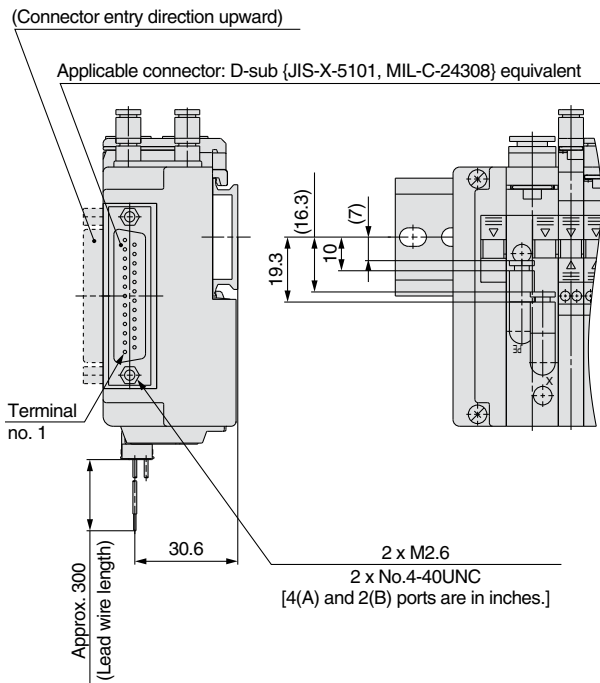 (Connector entry direction upward)
Applicable connector: D-sub {JIS-X-5101, MIL-C-24308} equivalent
(16.3)
(7)
19.3
10
PE
X
Terminal
no. 1
30.6
Approx. 300
(Lead wire length)
2 x M2.6
2 x No.4-40UNC
[4(A) and 2(B) ports are in inches.]